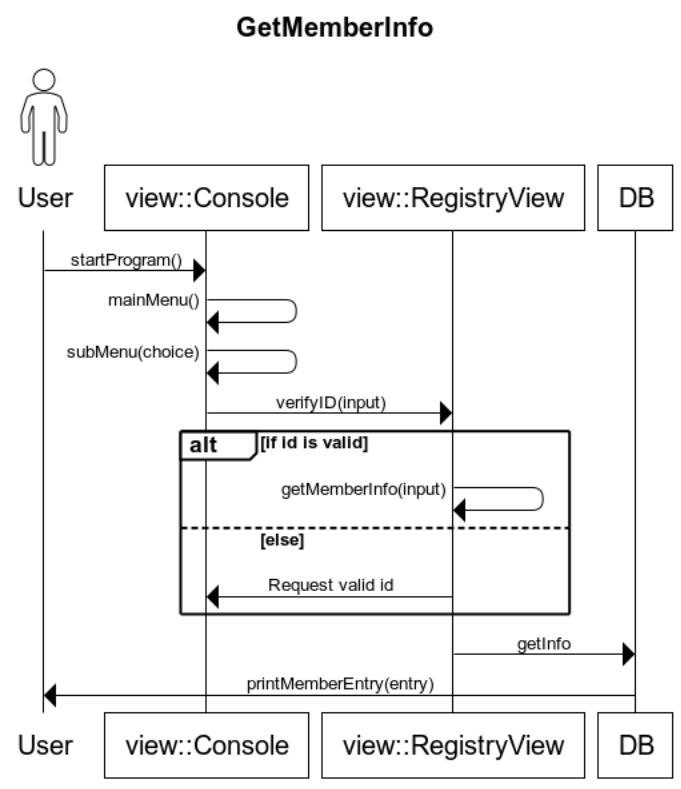 GetMemberInfo
User
view::Console
view::RegistryView
DB
startProgram()
mainMenu()
subMenu(choice)
verifyID(input)
alt
[if id is valid]
getMemberInfo(input)
[else]
Request valid id
getInfo
printMemberEntry(entry)
User
view::Console
view::RegistryView
DB